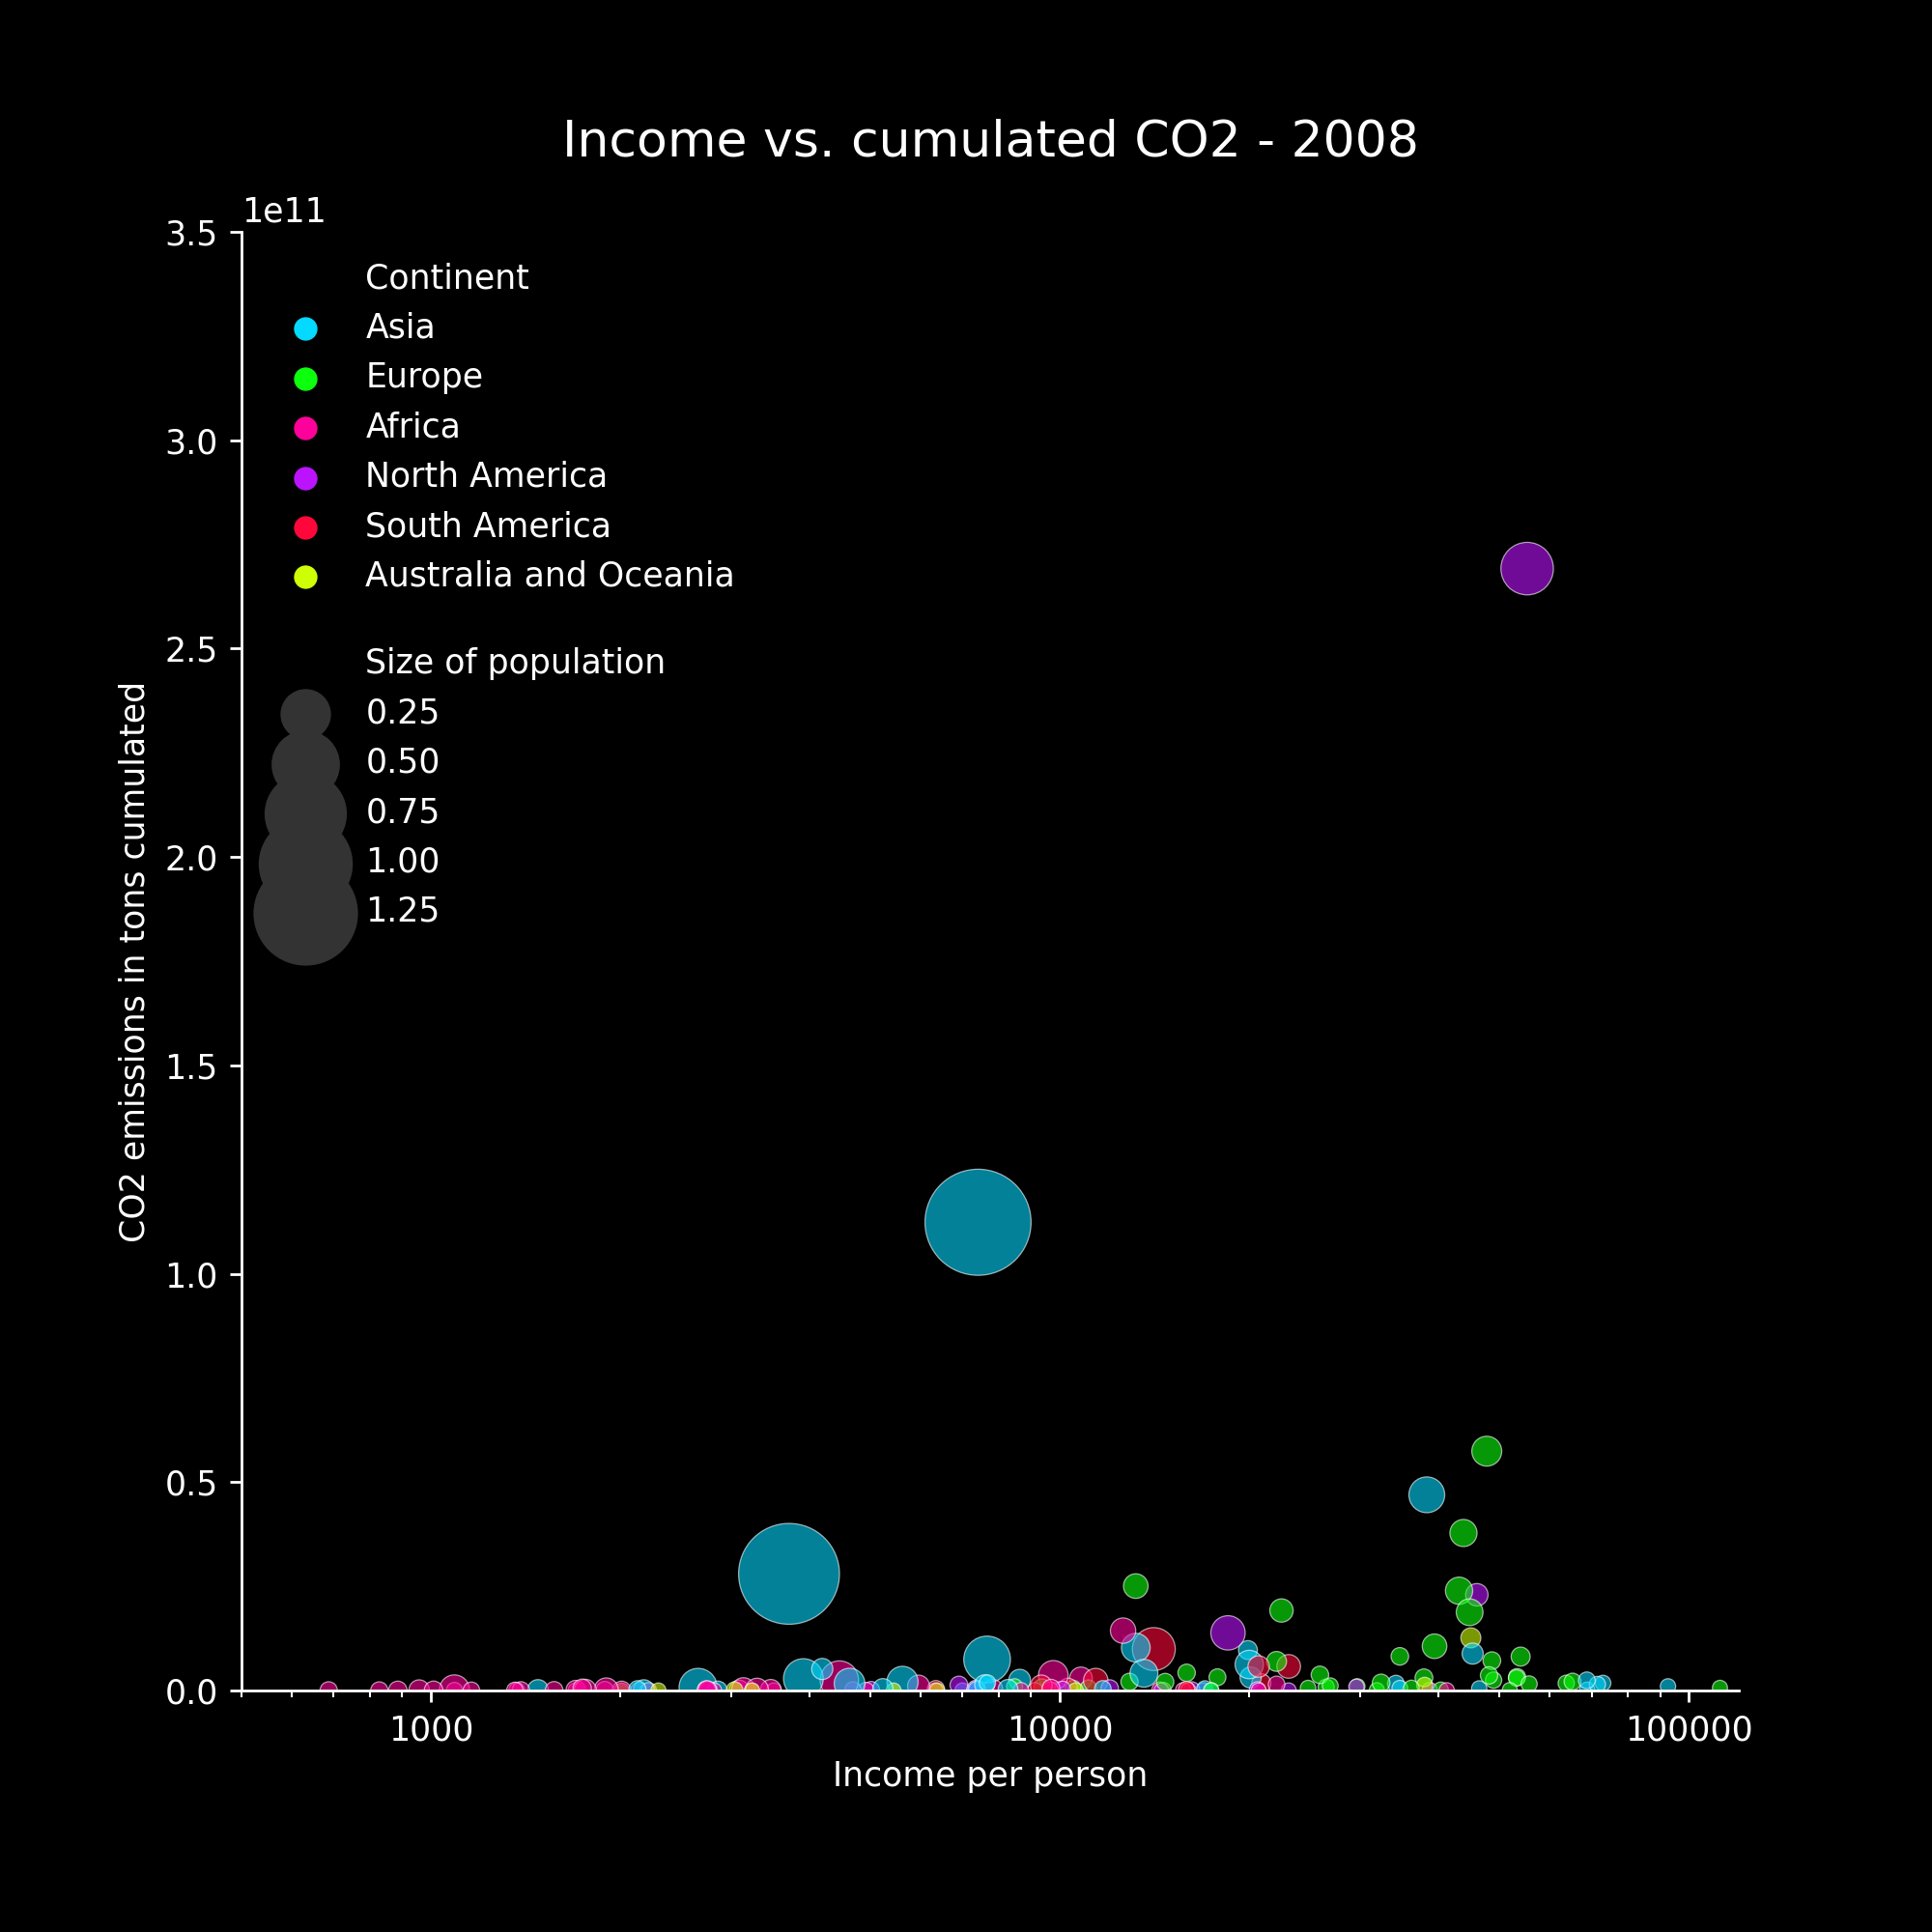 Income vs. cumulated CO2 - 2008
1e11
3.5
3.0
2.5
2.0
1.5
1.0
0.5
0.0
CO2 emissions in tons cumulated
Continent
Asia
Europe
Africa
North America
South America
Australia and Oceania
Size of population
0.25
0.50
0.75
1.00
1.25
1000 10000 100000
Income per person